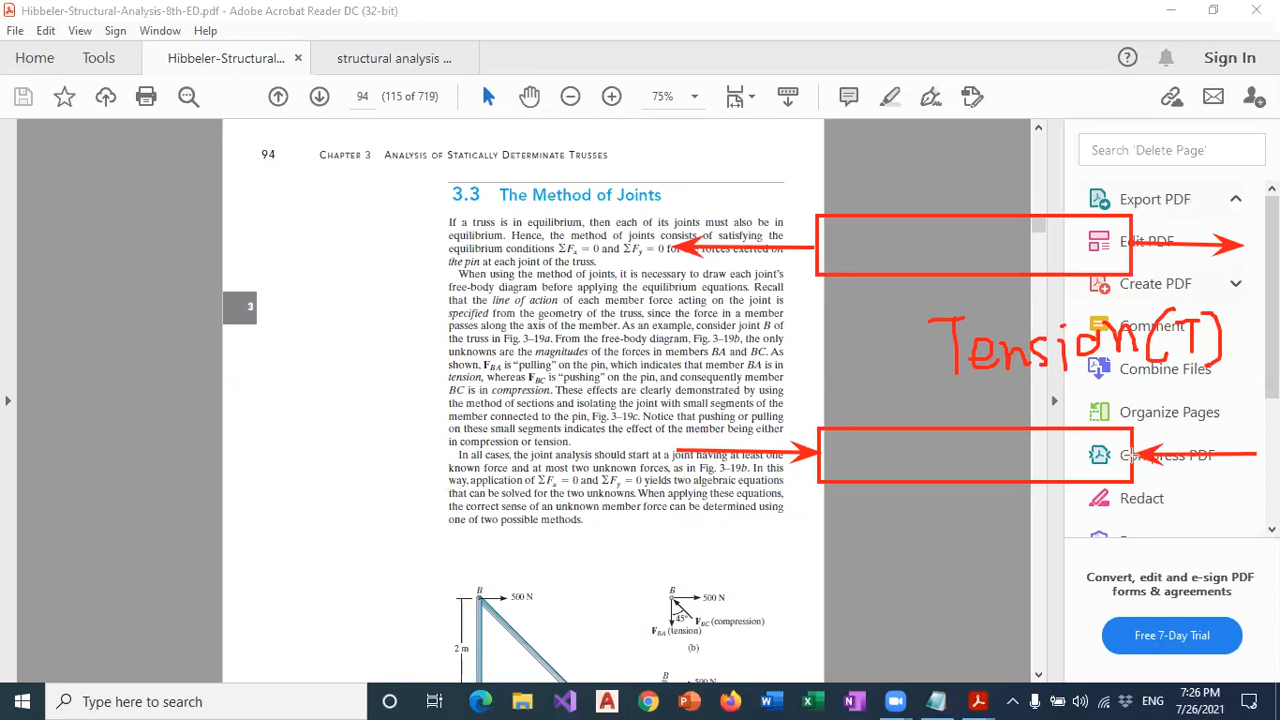 Hibbeler-Structural-Analysis-8th-ED.pdf - Adobe Acrobat Reader DC (32-bit)
File Edit View Sign Window Help
Home Tools Hibbeler-Structural... × structural analysis ... Sign In
94 (115 of 719) 75%
94 CHAPTER 3 ANALYSIS OF STATICALLY DETERMINATE TRUSSES
3.3 The Method of Joints
If a truss is in equilibrium, then each of its joints must also be in
equilibrium. Hence, the method of joints consists of satisfying the
equilibrium conditions ΣFx = 0 and ΣFy = 0 for the forces exerted on
the pin at each joint of the truss.
When using the method of joints, it is necessary to draw each joint's
free-body diagram before applying the equilibrium equations. Recall
that the line of action of each member force acting on the joint is
specified from the geometry of the truss, since the force in a member
passes along the axis of the member. As an example, consider joint B of
the truss in Fig. 3–19a. From the free-body diagram, Fig. 3–19b, the only
unknowns are the magnitudes of the forces in members BA and BC. As
shown, FBA is "pulling" on the pin, which indicates that member BA is in
tension, whereas FBC is "pushing" on the pin, and consequently member
BC is in compression. These effects are clearly demonstrated by using
the method of sections and isolating the joint with small segments of the
member connected to the pin, Fig. 3–19c. Notice that pushing or pulling
on these small segments indicates the effect of the member being either
in compression or tension.
In all cases, the joint analysis should start at a joint having at least one
known force and at most two unknown forces, as in Fig. 3–19b. In this
way, application of ΣFx = 0 and ΣFy = 0 yields two algebraic equations
that can be solved for the two unknowns. When applying these equations,
the correct sense of an unknown member force can be determined using
one of two possible methods.
3
B
500 N
2 m
B
500 N
45°
FBC (compression)
FBA (tension)
(b)
B
500 N
Tension(T)
Search 'Delete Page'
Export PDF
Edit PDF
Create PDF
Comment
Combine Files
Organize Pages
Compress PDF
Redact
Convert, edit and e-sign PDF
forms & agreements
Free 7-Day Trial
Type here to search
ENG
7:26 PM
7/26/2021